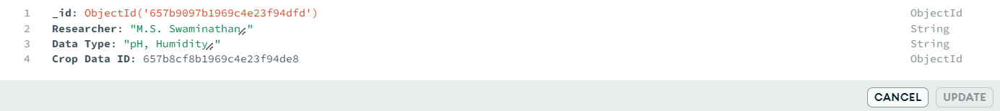 1 _id: ObjectId('657b9097b1969c4e23f94dfd') ObjectId
2 Researcher: "M.S. Swaminathan" String
3 Data Type: "pH, Humidity" String
4 Crop Data ID: 657b8cf8b1969c4e23f94de8 ObjectId
CANCEL UPDATE